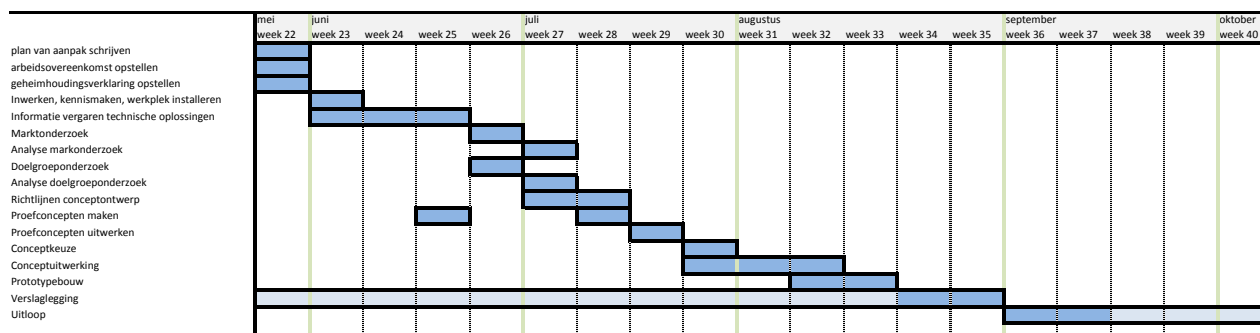 mei juni juli augustus september oktober
week 22 week 23 week 24 week 25 week 26 week 27 week 28 week 29 week 30 week 31 week 32 week 33 week 34 week 35 week 36 week 37 week 38 week 39 week 40
plan van aanpak schrijven
arbeidsovereenkomst opstellen
geheimhoudingsverklaring opstellen
Inwerken, kennismaken, werkplek installeren
Informatie vergaren technische oplossingen
Marktonderzoek
Analyse markonderzoek
Doelgroeponderzoek
Analyse doelgroeponderzoek
Richtlijnen conceptontwerp
Proefconcepten maken
Proefconcepten uitwerken
Conceptkeuze
Conceptuitwerking
Prototypebouw
Verslaglegging
Uitloop